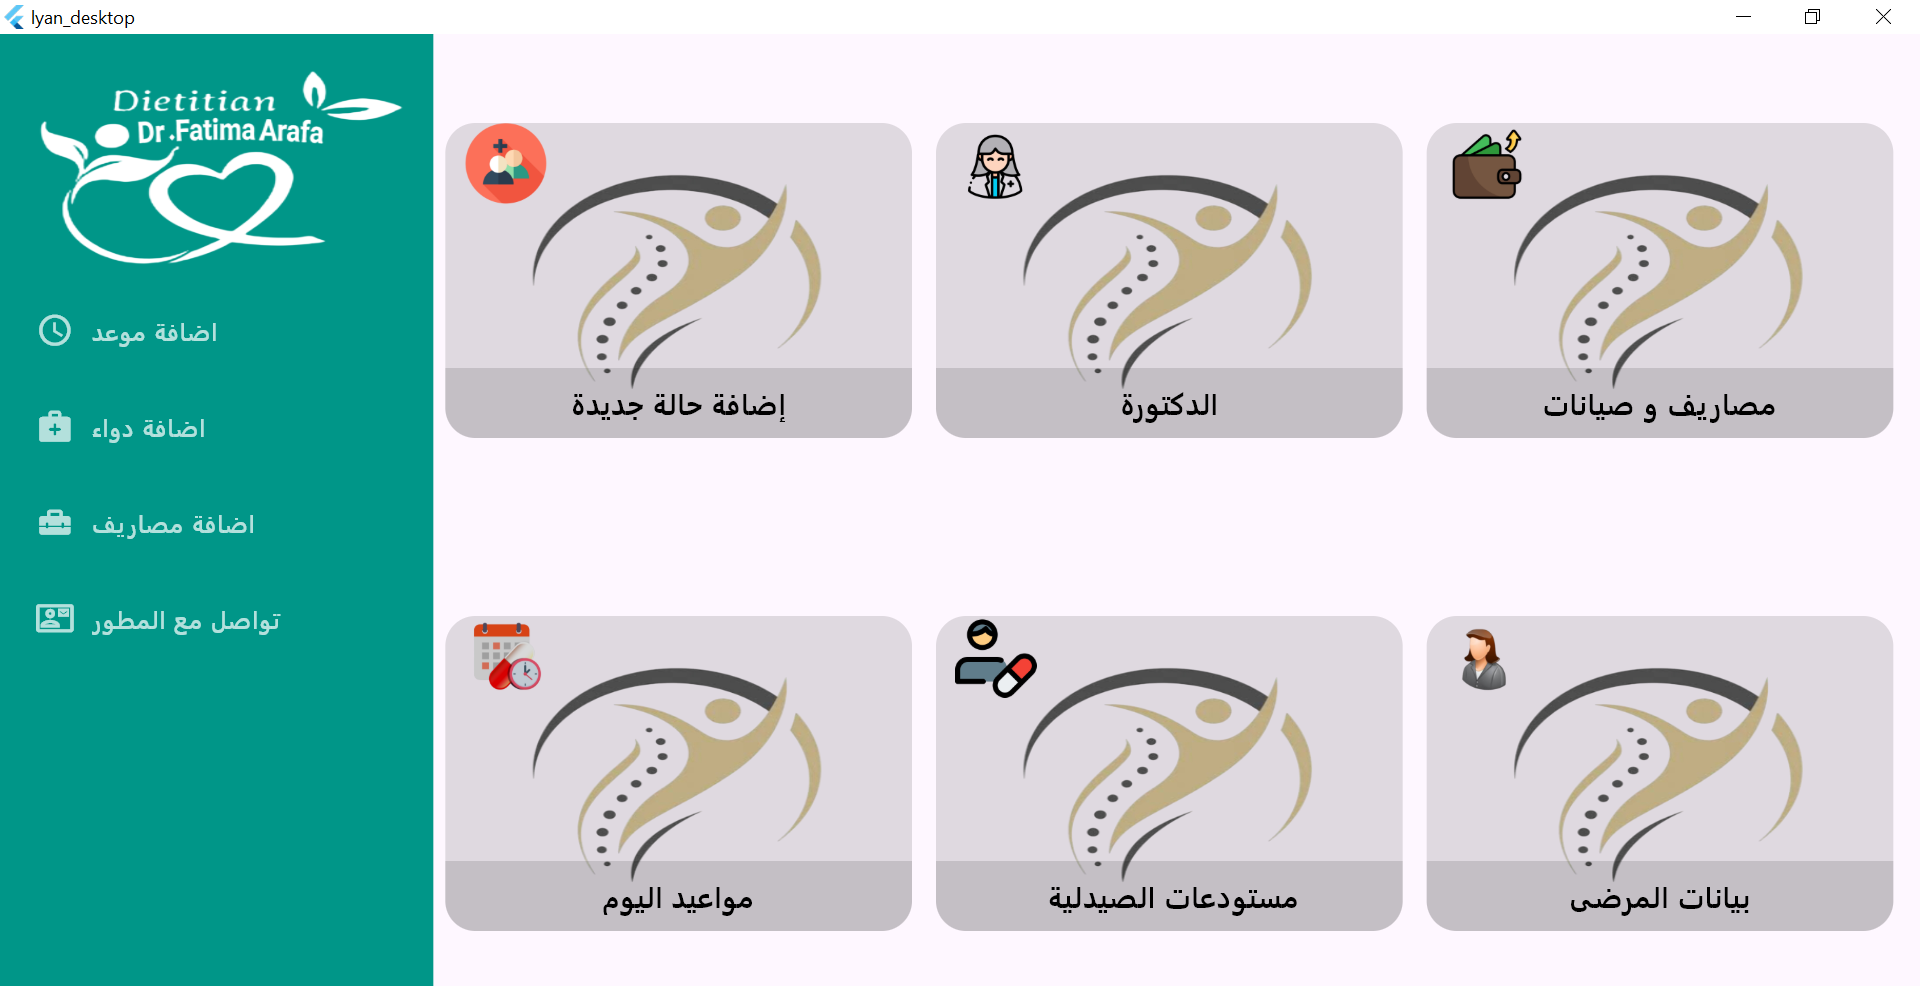 lyan_desktop
Dietitian
Dr.Fatima Arafa
اضافة موعد
اضافة دواء
اضافة مصاريف
تواصل مع المطور
إضافة حالة جديدة
الدكتورة
مصاريف و صيانات
مواعيد اليوم
مستودعات الصيدلية
بيانات المرضى